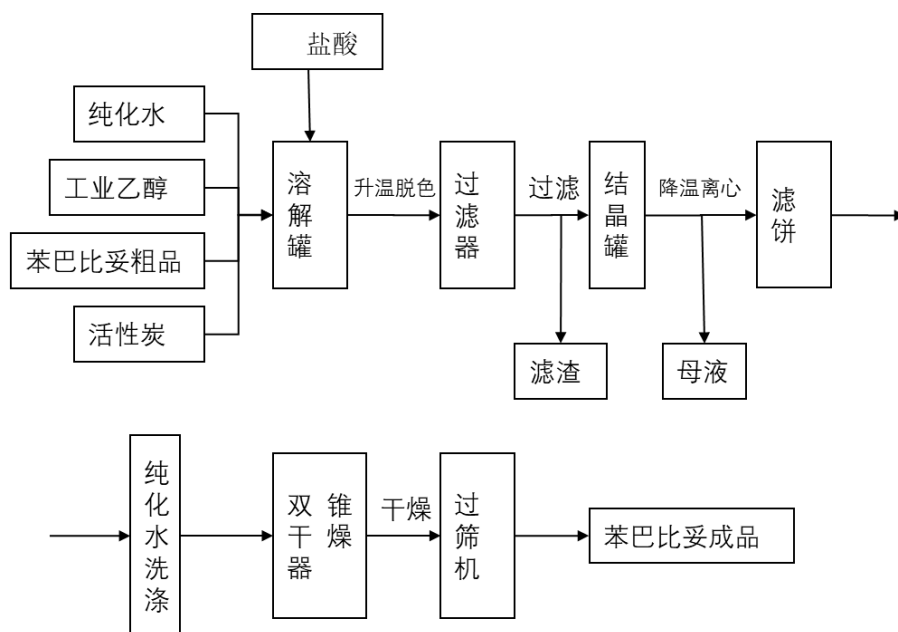 盐酸
纯化水
工业乙醇
苯巴比妥粗品
活性炭
溶解罐
升温脱色
过滤器
过滤
结晶罐
降温离心
滤饼
滤渣
母液
纯化水洗涤
双锥
干燥
器
干燥
过筛机
苯巴比妥成品